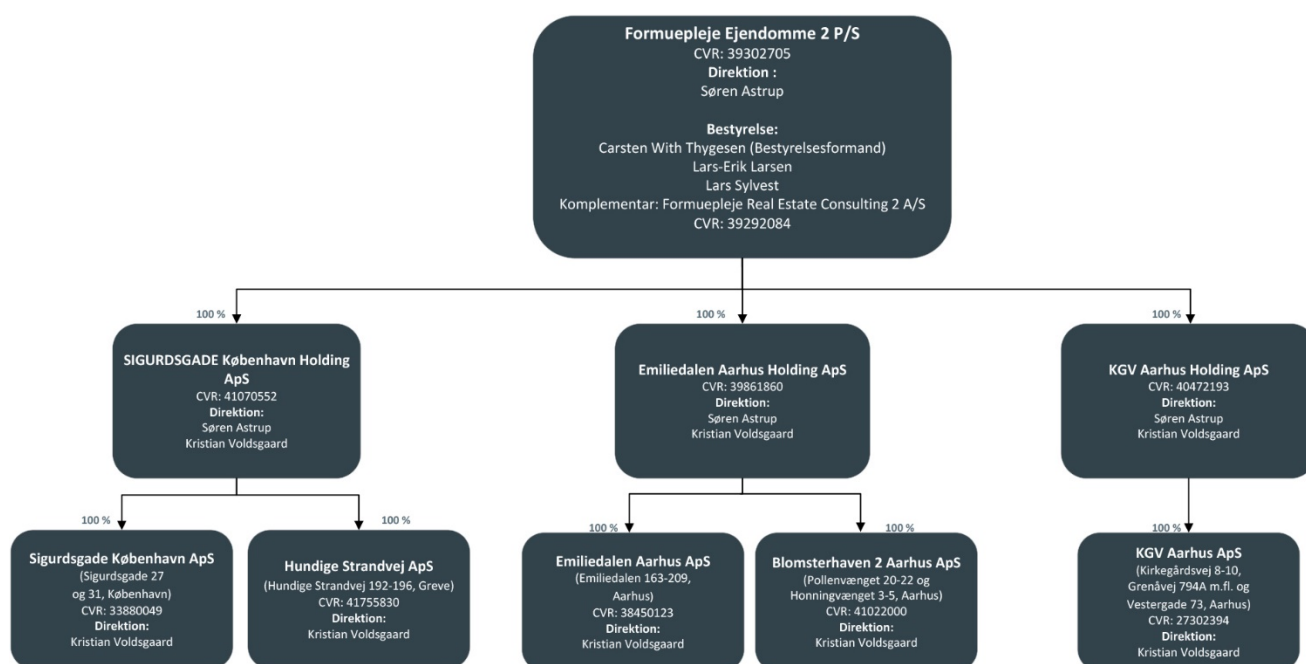 Formuepleje Ejendomme 2 P/S
CVR: 39302705
Direktion :
Søren Astrup
Bestyrelse:
Carsten With Thygesen (Bestyrelsesformand)
Lars-Erik Larsen
Lars Sylvest
Komplementar: Formuepleje Real Estate Consulting 2 A/S
CVR: 39292084
100 %
SIGURDSGADE København Holding
ApS
CVR: 41070552
Direktion:
Søren Astrup
Kristian Voldsgaard
100 %
Emiliedalen Aarhus Holding ApS
CVR: 39861860
Direktion:
Søren Astrup
Kristian Voldsgaard
100 %
KGV Aarhus Holding ApS
CVR: 40472193
Direktion:
Søren Astrup
Kristian Voldsgaard
100 %
Sigurdsgade København ApS
(Sigurdsgade 27
og 31, København)
CVR: 33880049
Direktion:
Kristian Voldsgaard
100 %
Hundige Strandvej ApS
(Hundige Strandvej 192-196, Greve)
CVR: 41755830
Direktion:
Kristian Voldsgaard
100 %
Emiliedalen Aarhus ApS
(Emiliedalen 163-209,
Aarhus)
CVR: 38450123
Direktion:
Kristian Voldsgaard
100 %
Blomsterhaven 2 Aarhus ApS
(Pollenvænget 20-22 og
Honningvænget 3-5, Aarhus)
CVR: 41022000
Direktion:
Kristian Voldsgaard
100 %
KGV Aarhus ApS
(Kirkegårdsvej 8-10,
Grenåvej 794A m.fl. og
Vestergade 73, Aarhus)
CVR: 27302394
Direktion:
Kristian Voldsgaard